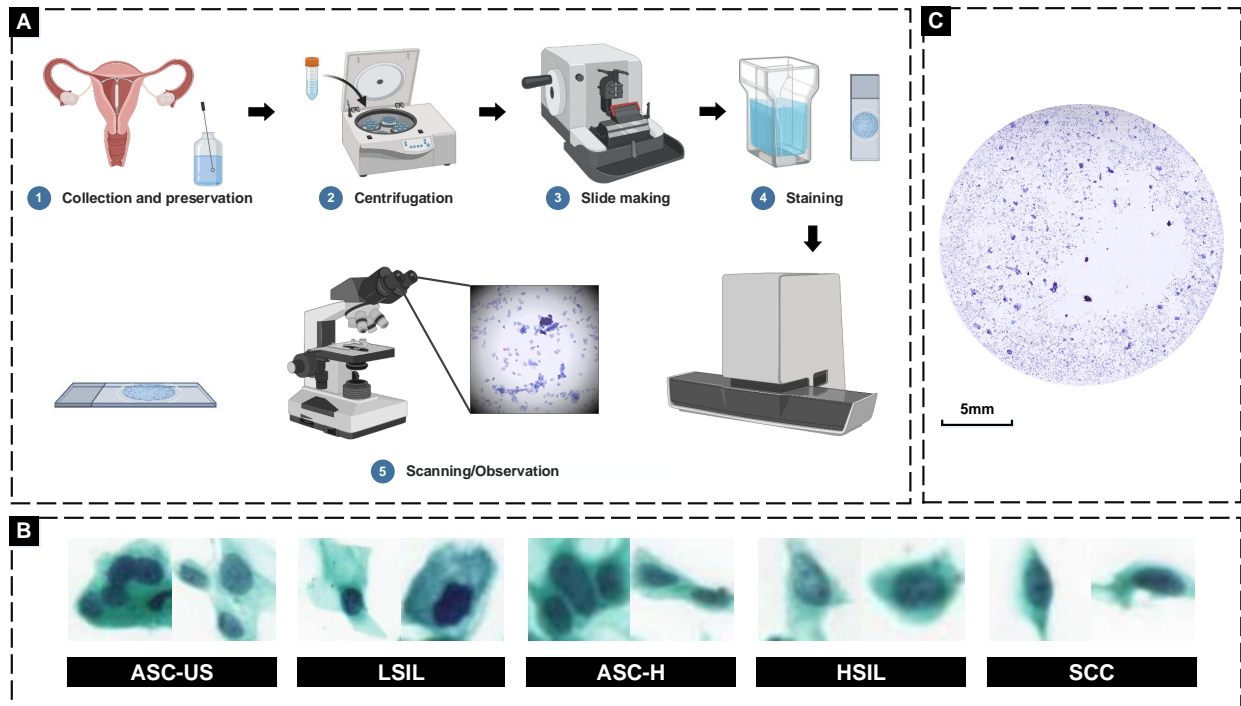 A
1 Collection and preservation
2 Centrifugation
3 Slide making
4 Staining
5 Scanning/Observation
C
5mm
B
ASC-US
LSIL
ASC-H
HSIL
SCC